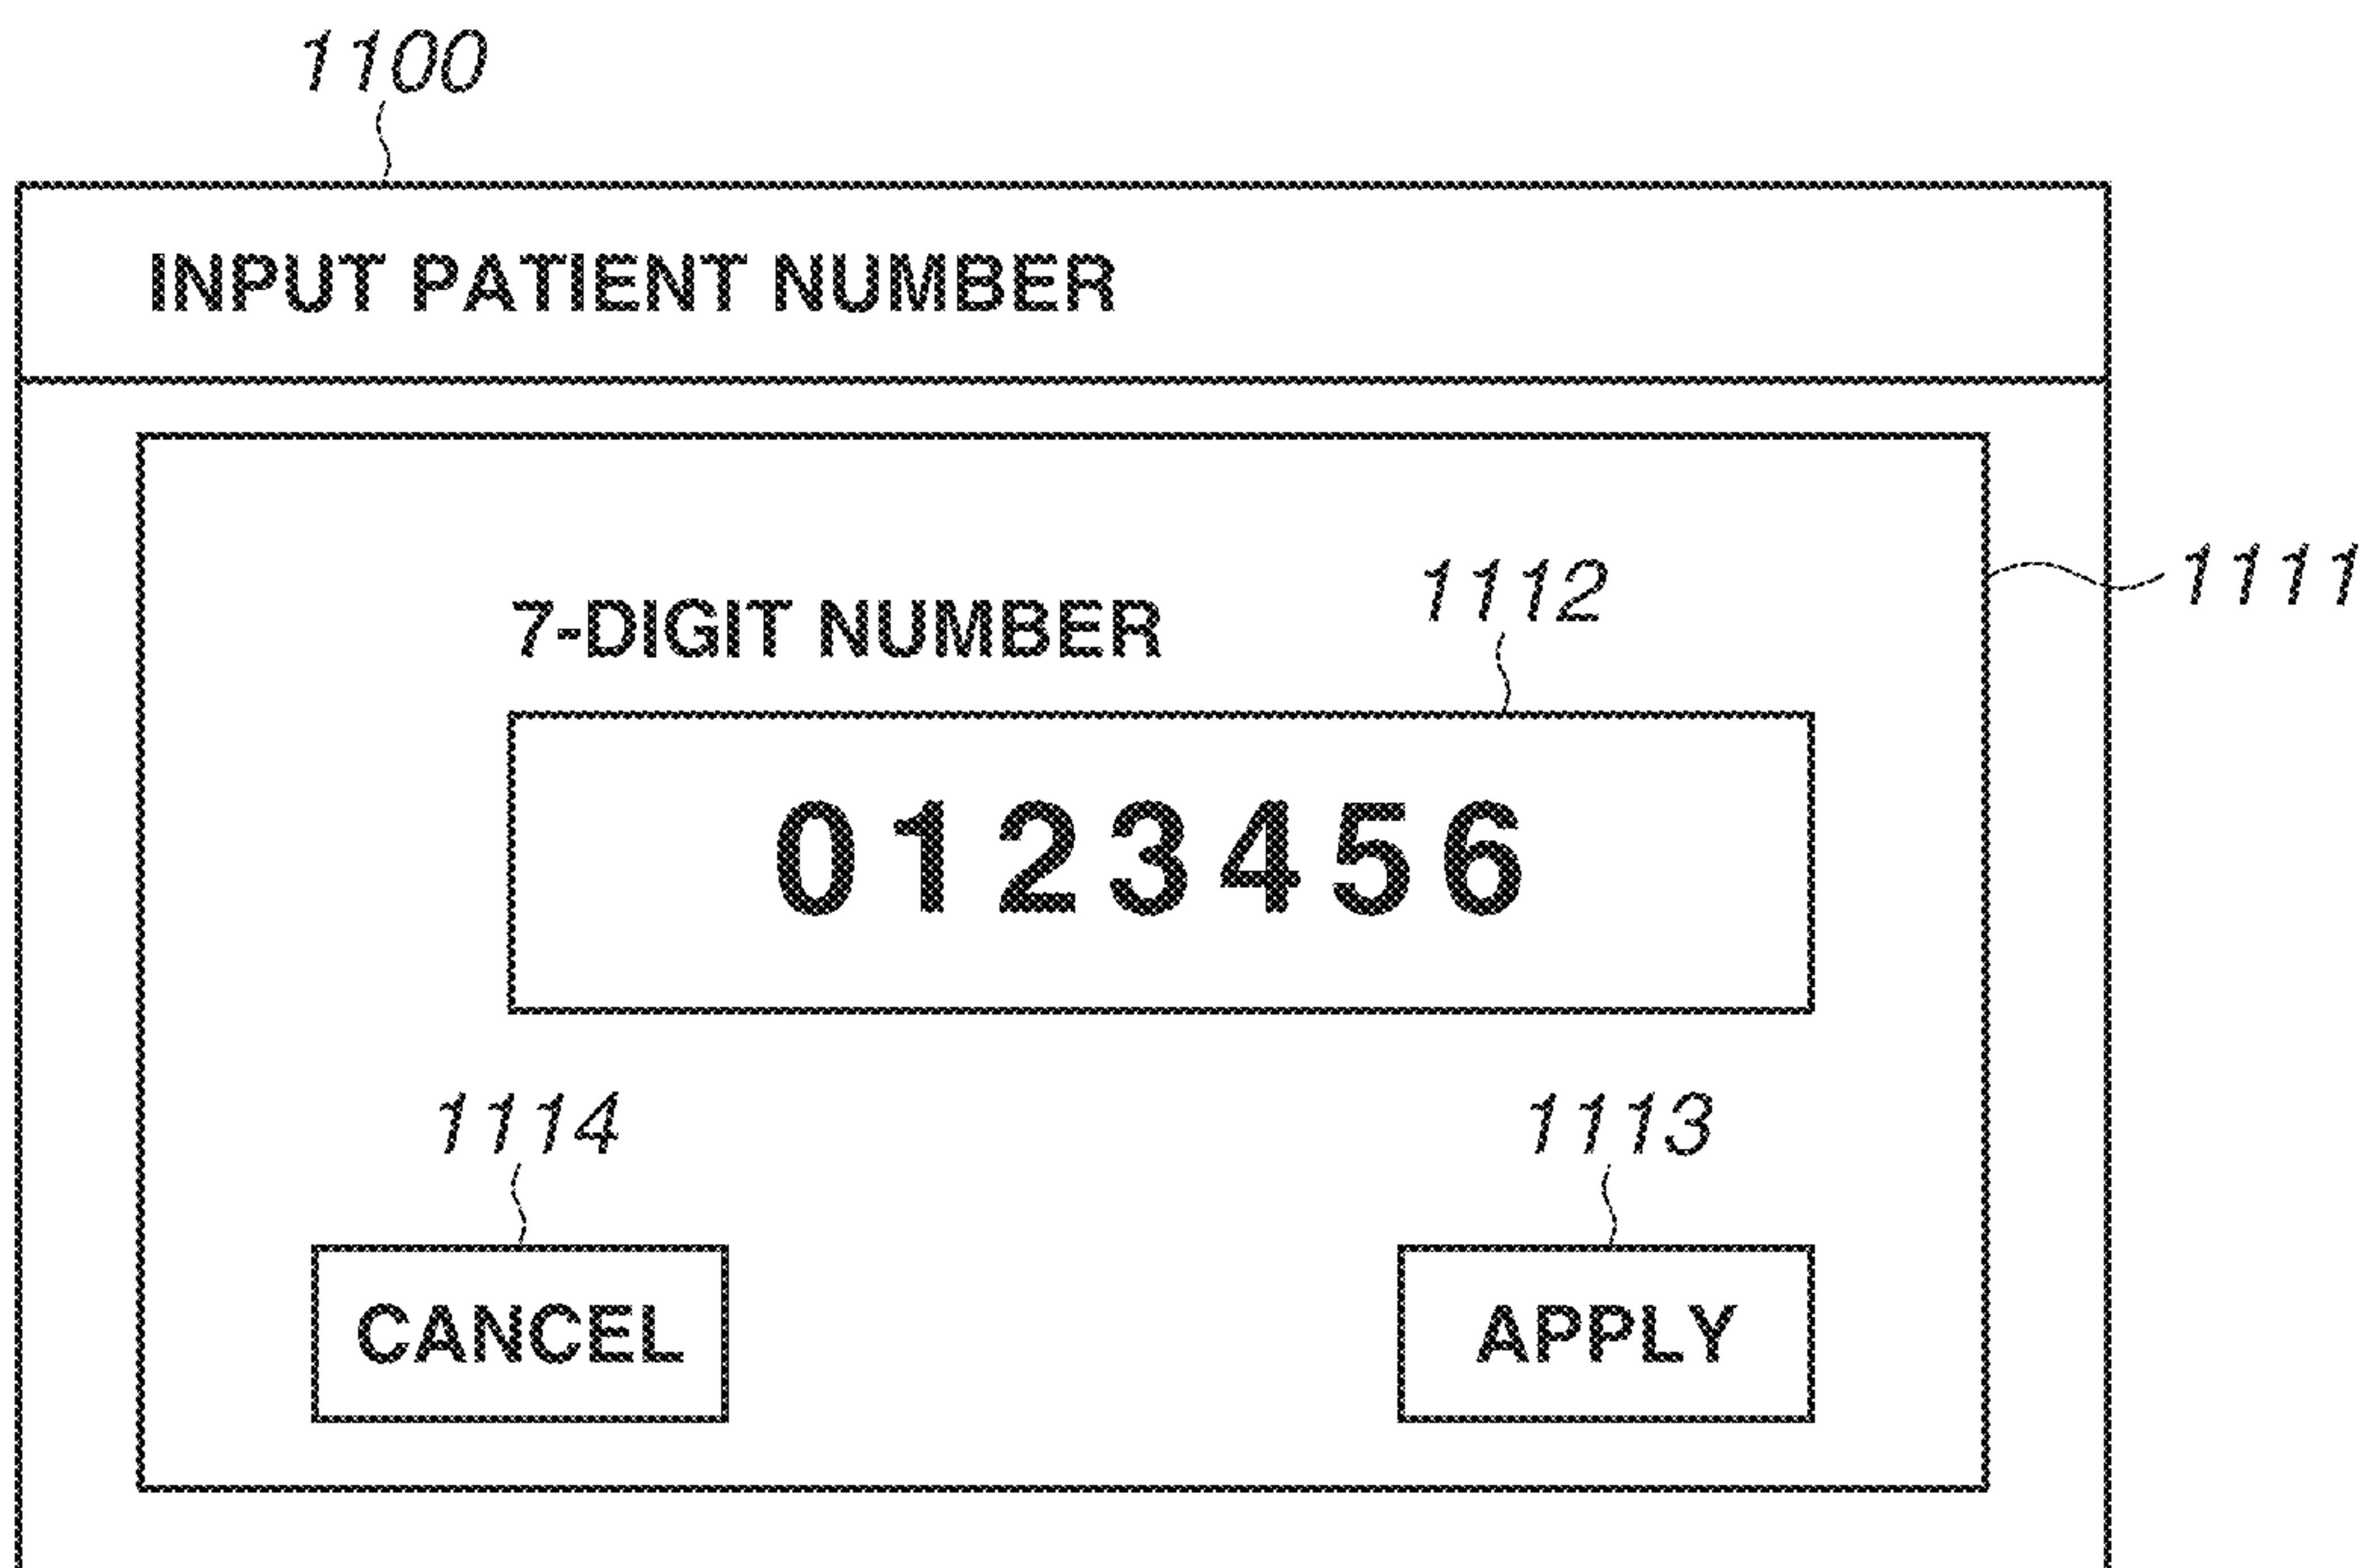 1100
INPUT PATIENT NUMBER
1111
1112
7-DIGIT NUMBER
0123456
1114
1113
CANCEL
APPLY